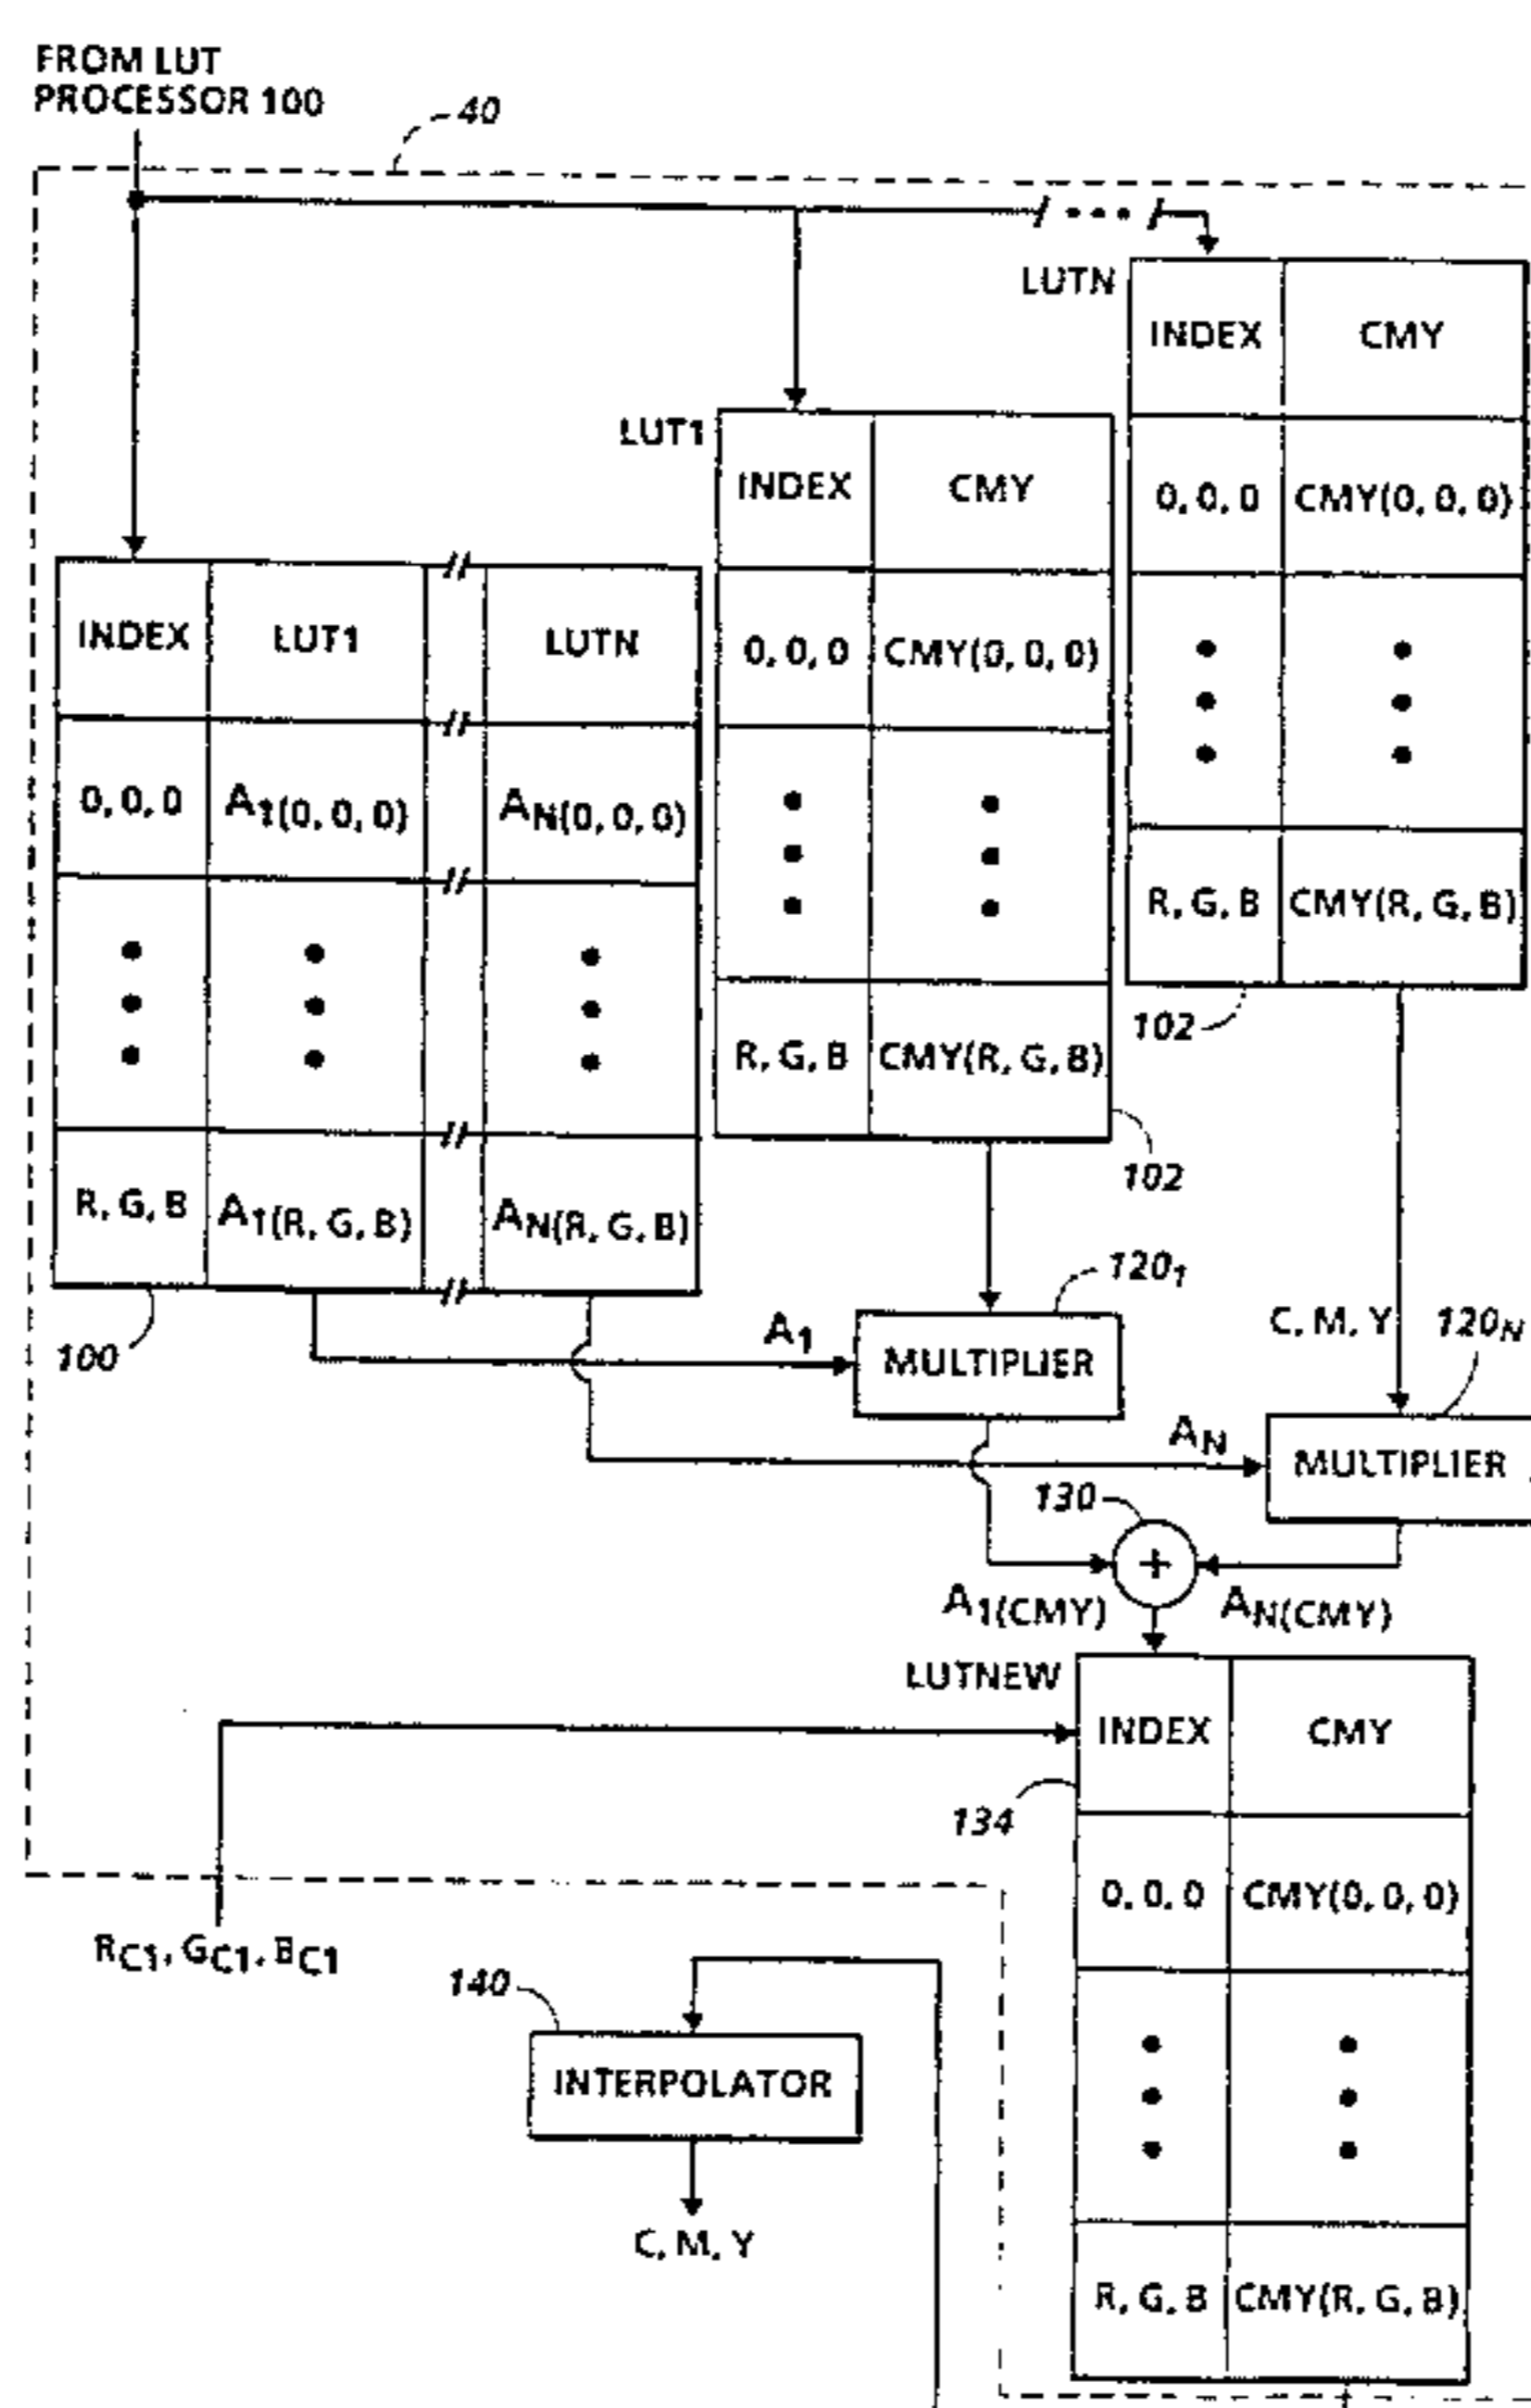 FROM LUT
PROCESSOR 100
40
LUTN
INDEX CMY
0, 0, 0 CMY(0, 0, 0)
R, G, B CMY(R, G, B)
102
LUT1
INDEX CMY
0, 0, 0 CMY(0, 0, 0)
R, G, B CMY(R, G, B)
102
INDEX LUT1 LUTN
0, 0, 0 A1(0, 0, 0) AN(0, 0, 0)
R, G, B A1(R, G, B) AN(R, G, B)
100
A1
MULTIPLIER
1201
C, M, Y
120N
AN
MULTIPLIER
130
+
A1(CMY) AN(CMY)
LUTNEW
INDEX CMY
134
0, 0, 0 CMY(0, 0, 0)
R, G, B CMY(R, G, B)
RC1, GC1, BC1
140
INTERPOLATOR
C, M, Y